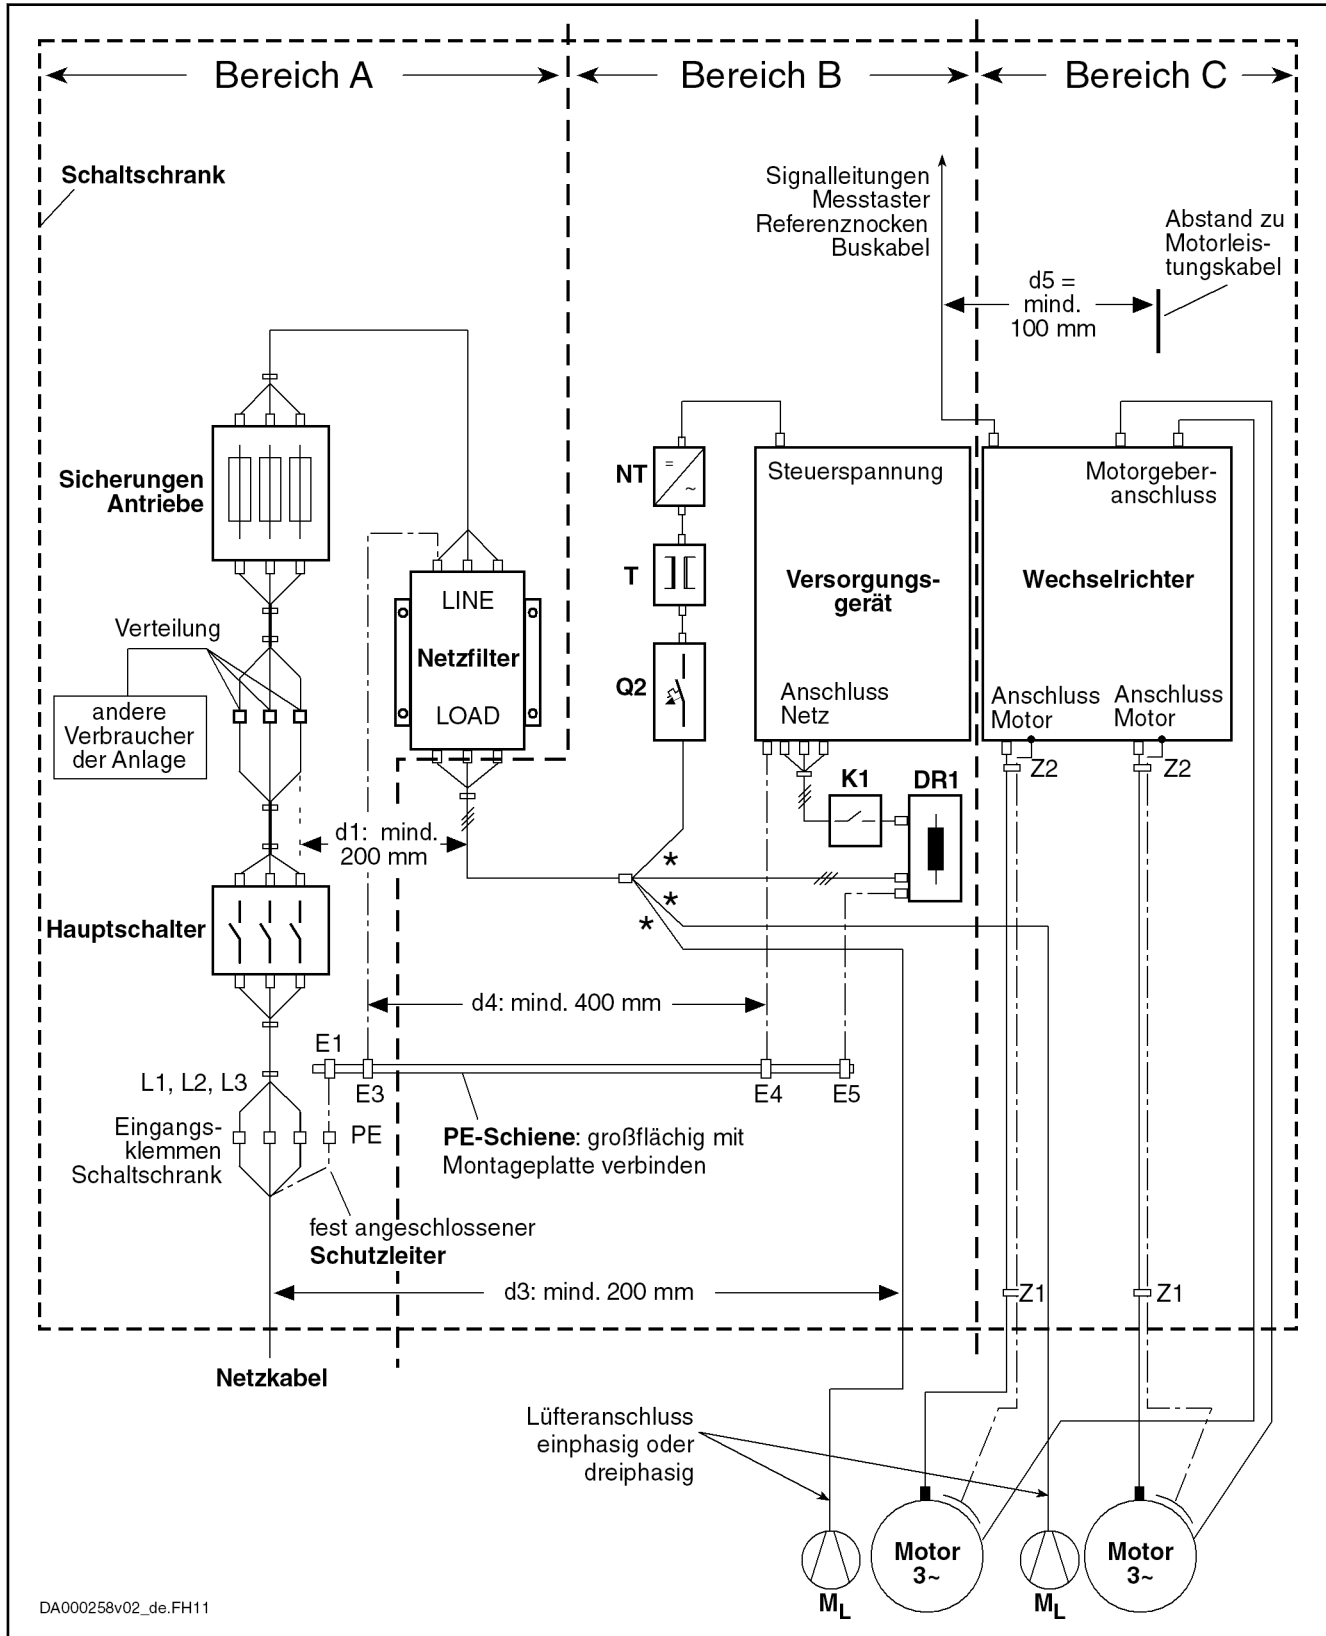 Bereich A
Bereich B
Bereich C
Schaltschrank
Signalleitungen
Messtaster
Referenznocken
Buskabel
Abstand zu
Motorleis-
tungskabel
d5 =
mind.
100 mm
Sicherungen
Antriebe
NT
=
~
Steuerspannung
Motorgeber-
anschluss
T
Versorgungs-
gerät
Wechselrichter
LINE
Netzfilter
LOAD
Verteilung
Q2
andere
Verbraucher
der Anlage
Anschluss
Netz
Anschluss
Motor
Anschluss
Motor
Z2
Z2
K1
DR1
d1: mind.
200 mm
*
*
*
Hauptschalter
d4: mind. 400 mm
E1
E3
E4
E5
L1, L2, L3
Eingangs-
klemmen
Schaltschrank
PE
PE-Schiene: großflächig mit
Montageplatte verbinden
fest angeschlossener
Schutzleiter
d3: mind. 200 mm
Z1
Z1
Netzkabel
Lüfteranschluss
einphasig oder
dreiphasig
Motor
3~
Motor
3~
ML
ML
DA000258v02_de.FH11